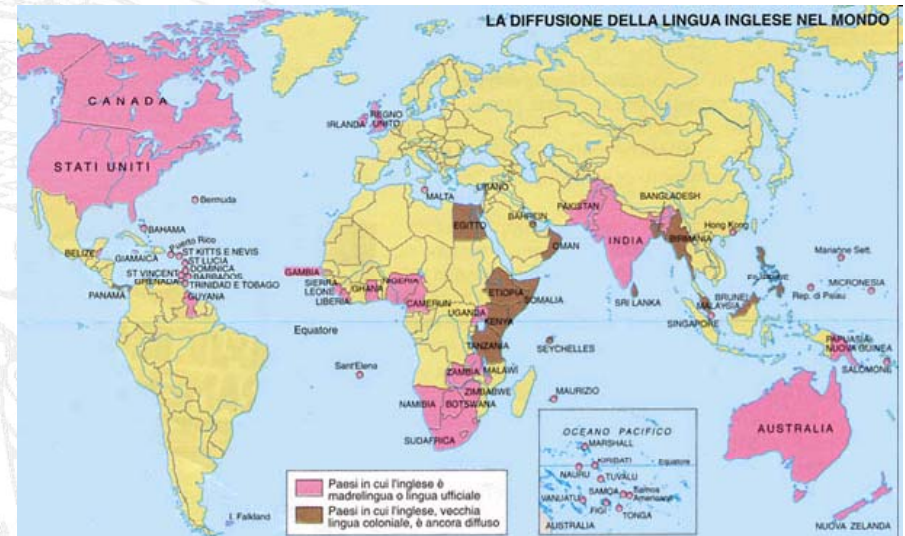 LA DIFFUSIONE DELLA LINGUA INGLESE NEL MONDO
CANADA
STATI UNITI
Bermuda
BAHAMA
BELIZE
Puerto Rico
GIAMAICA
ST KITTS E NEVIS
ST LUCIA
DOMINICA
ST VINCENT
BARBADOS
GRENADA
TRINIDAD E TOBAGO
PANAMA
GUYANA
I. Falkland
IRLANDA
REGNO
UNITO
MALTA
LIBANO
EGITTO
BAHREIN
OMAN
PAKISTAN
INDIA
BANGLADESH
BIRMANIA
Hong Kong
SRI LANKA
BRUNEI
MALAYSIA
SINGAPORE
Marianne Sett.
MICRONESIA
Rep. di Palau
GAMBIA
SIERRA
LEONE
LIBERIA
GHANA
NIGERIA
CAMERUN
ETIOPIA
SOMALIA
UGANDA
KENYA
TANZANIA
SEYCHELLES
Equatore
Sant'Elena
ZAMBIA
MALAWI
ZIMBABWE
NAMIBIA
BOTSWANA
SUDAFRICA
MAURIZIO
PAPUASIA
NUOVA GUINEA
SALOMONE
AUSTRALIA
NUOVA ZELANDA
OCEANO PACIFICO
MARSHALL
KIRIBATI
Equatore
NAURU
TUVALU
SAMOA
Samoa
Americane
VANUATU
FIGI
TONGA
AUSTRALIA
Paesi in cui l'inglese è
madrelingua o lingua ufficiale
Paesi in cui l'inglese, vecchia
lingua coloniale, è ancora diffuso